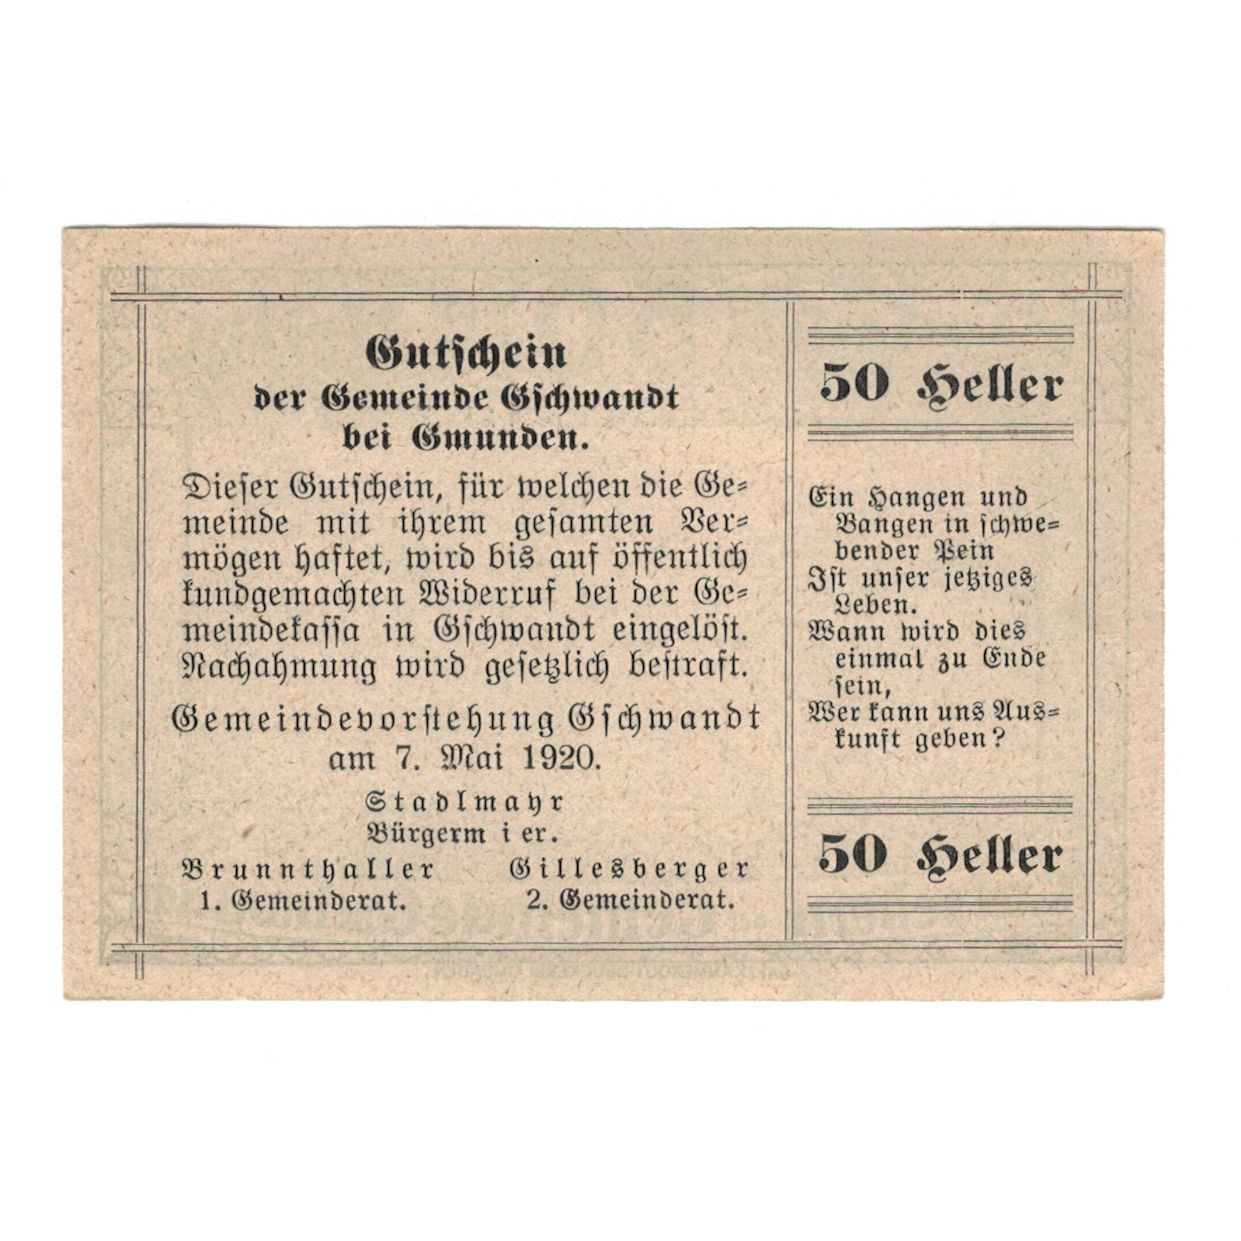 Gutschein
der Gemeinde Gschwandt
bei Gmunden.
Dieser Gutschein, für welchen die Ge-
meinde mit ihrem gesamten Ver-
mögen haftet, wird bis auf öffentlich
kundgemachten Widerruf bei der Ge-
meindekassa in Gschwandt eingelöst.
Nachahmung wird gesetzlich bestraft.
Gemeindevorstehung Gschwandt
am 7. Mai 1920.
Stadlmayr
Bürgerm i er.
Brunnthaller Gillesberger
1. Gemeinderat. 2. Gemeinderat.
50 Heller
Ein Hangen und
Bangen in schwe-
bender Pein
Ist unser jetziges
Leben.
Wann wird dies
einmal zu Ende
sein,
Wer kann uns Aus-
kunft geben?
50 Heller